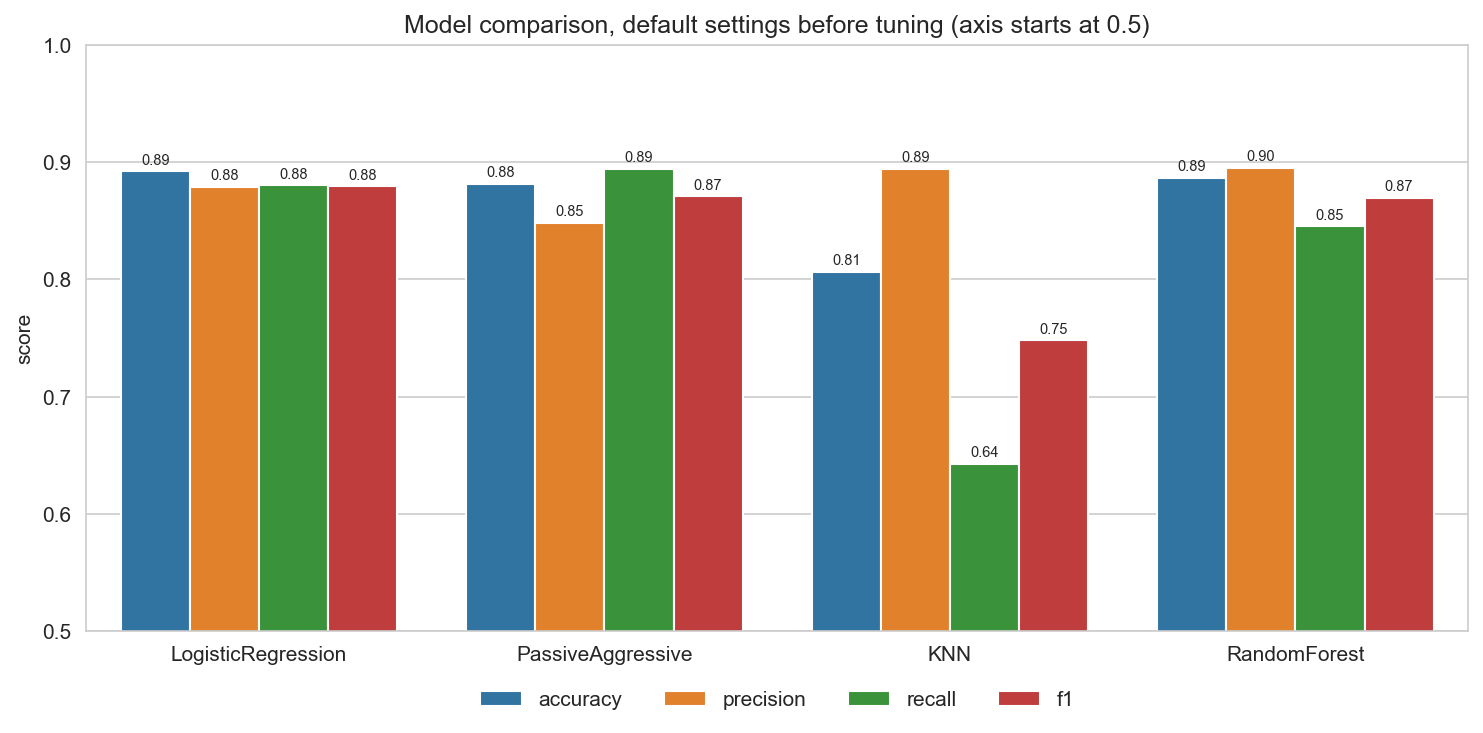 Model comparison, default settings before tuning (axis starts at 0.5)
1.0
0.9
0.8
0.7
0.6
0.5
score
0.89
0.88
0.88
0.88
0.88
0.85
0.89
0.87
0.81
0.89
0.64
0.75
0.89
0.90
0.85
0.87
LogisticRegression
PassiveAggressive
KNN
RandomForest
accuracy
precision
recall
f1